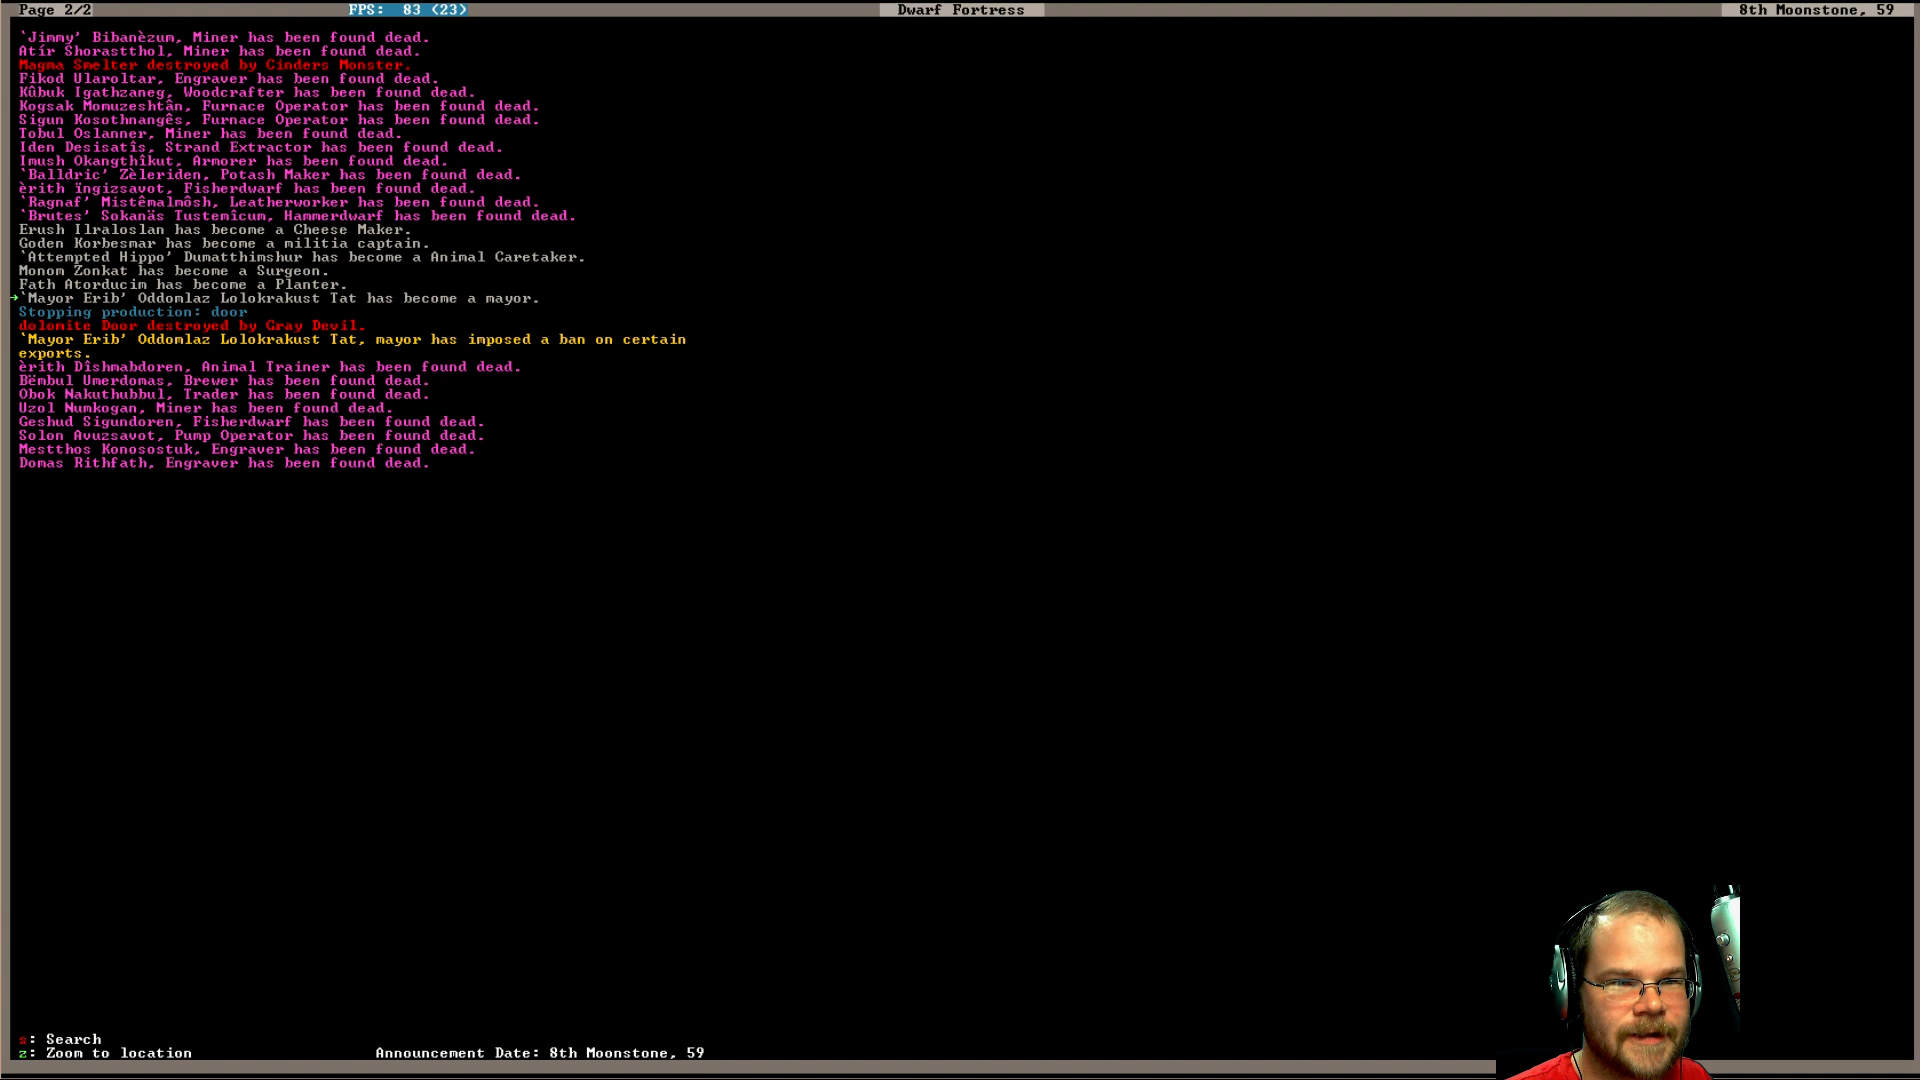 Page 2/2
FPS: 83 (23)
Dwarf Fortress
8th Moonstone, 59
`Jimmy' Bibanèzum, Miner has been found dead.
Atír Shorastthol, Miner has been found dead.
Magma Smelter destroyed by Cinders Monster.
Fikod Ularoltar, Engraver has been found dead.
Kûbuk Igathzaneg, Woodcrafter has been found dead.
Kogsak Momuzeshtân, Furnace Operator has been found dead.
Sigun Kosothnangês, Furnace Operator has been found dead.
Tobul Oslanner, Miner has been found dead.
Iden Desisatîs, Strand Extractor has been found dead.
Imush Okangthîkut, Armorer has been found dead.
`Balldric' Zèleriden, Potash Maker has been found dead.
èrith ïngizsavot, Fisherdwarf has been found dead.
`Ragnaf' Mistêmalmôsh, Leatherworker has been found dead.
`Brutes' Sokanäs Tustemîcum, Hammerdwarf has been found dead.
Erush Ilraloslan has become a Cheese Maker.
Goden Korbesmar has become a militia captain.
`Attempted Hippo' Dumatthimshur has become a Animal Caretaker.
Monom Zonkat has become a Surgeon.
Fath Atorducim has become a Planter.
→`Mayor Erib' Oddomlaz Lolokrakust Tat has become a mayor.
Stopping production: door
dolomite Door destroyed by Gray Devil.
`Mayor Erib' Oddomlaz Lolokrakust Tat, mayor has imposed a ban on certain
exports.
èrith Dîshmabdoren, Animal Trainer has been found dead.
Bëmbul Umerdomas, Brewer has been found dead.
Obok Nakuthubbul, Trader has been found dead.
Uzol Numkogan, Miner has been found dead.
Geshud Sigundoren, Fisherdwarf has been found dead.
Solon Avuzsavot, Pump Operator has been found dead.
Mestthos Konosostuk, Engraver has been found dead.
Domas Rithfath, Engraver has been found dead.
s: Search
z: Zoom to location
Announcement Date: 8th Moonstone, 59